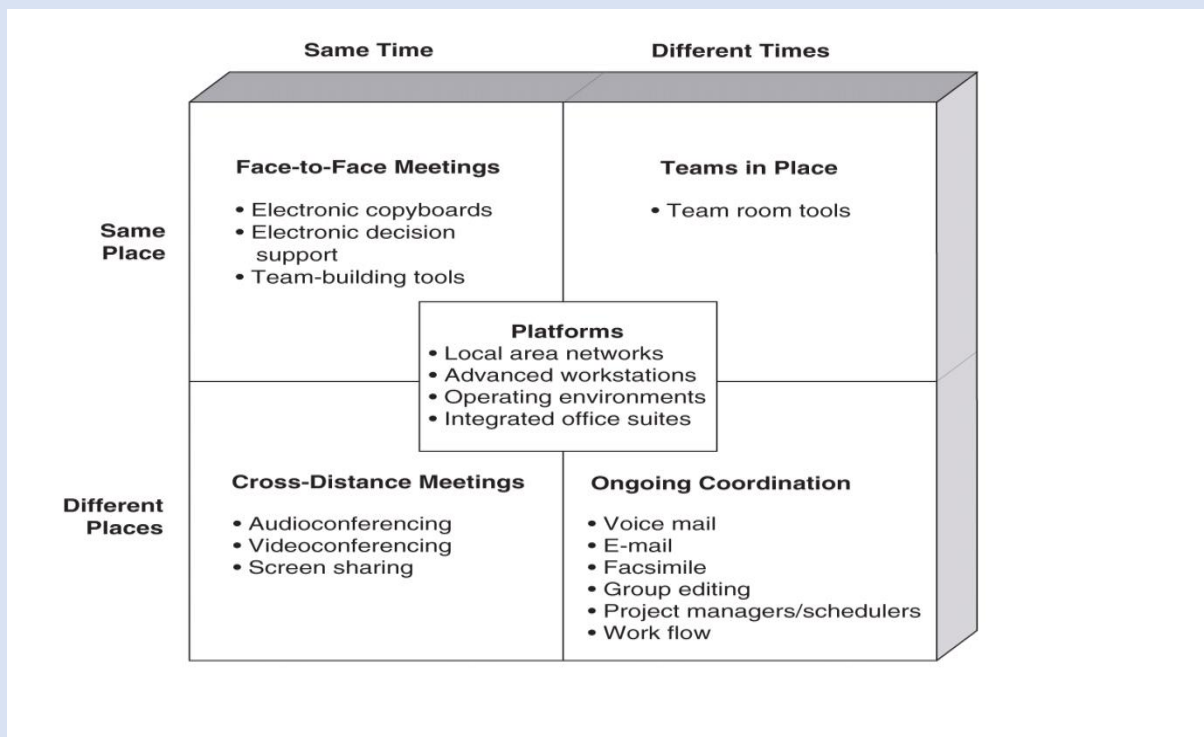 Same Time
Different Times
Same
Place
Face-to-Face Meetings
• Electronic copyboards
• Electronic decision
support
• Team-building tools
Teams in Place
• Team room tools
Platforms
• Local area networks
• Advanced workstations
• Operating environments
• Integrated office suites
Different
Places
Cross-Distance Meetings
• Audioconferencing
• Videoconferencing
• Screen sharing
Ongoing Coordination
• Voice mail
• E-mail
• Facsimile
• Group editing
• Project managers/schedulers
• Work flow